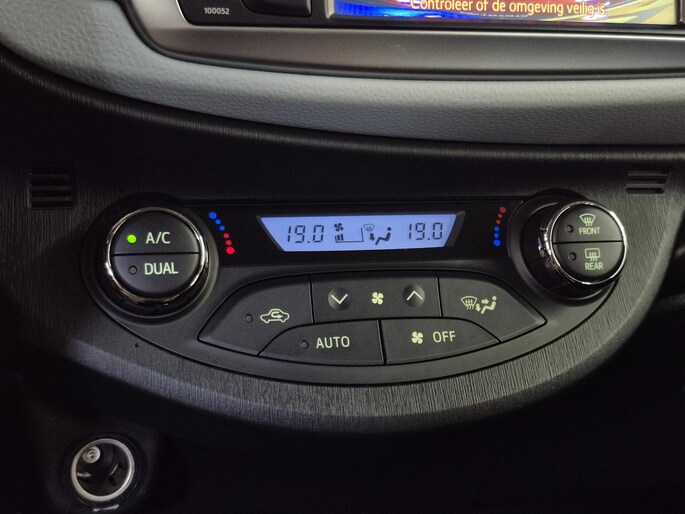 100052
Controleer of de omgeving veilig is.
A/C
DUAL
19.0
19.0
FRONT
REAR
AUTO
OFF